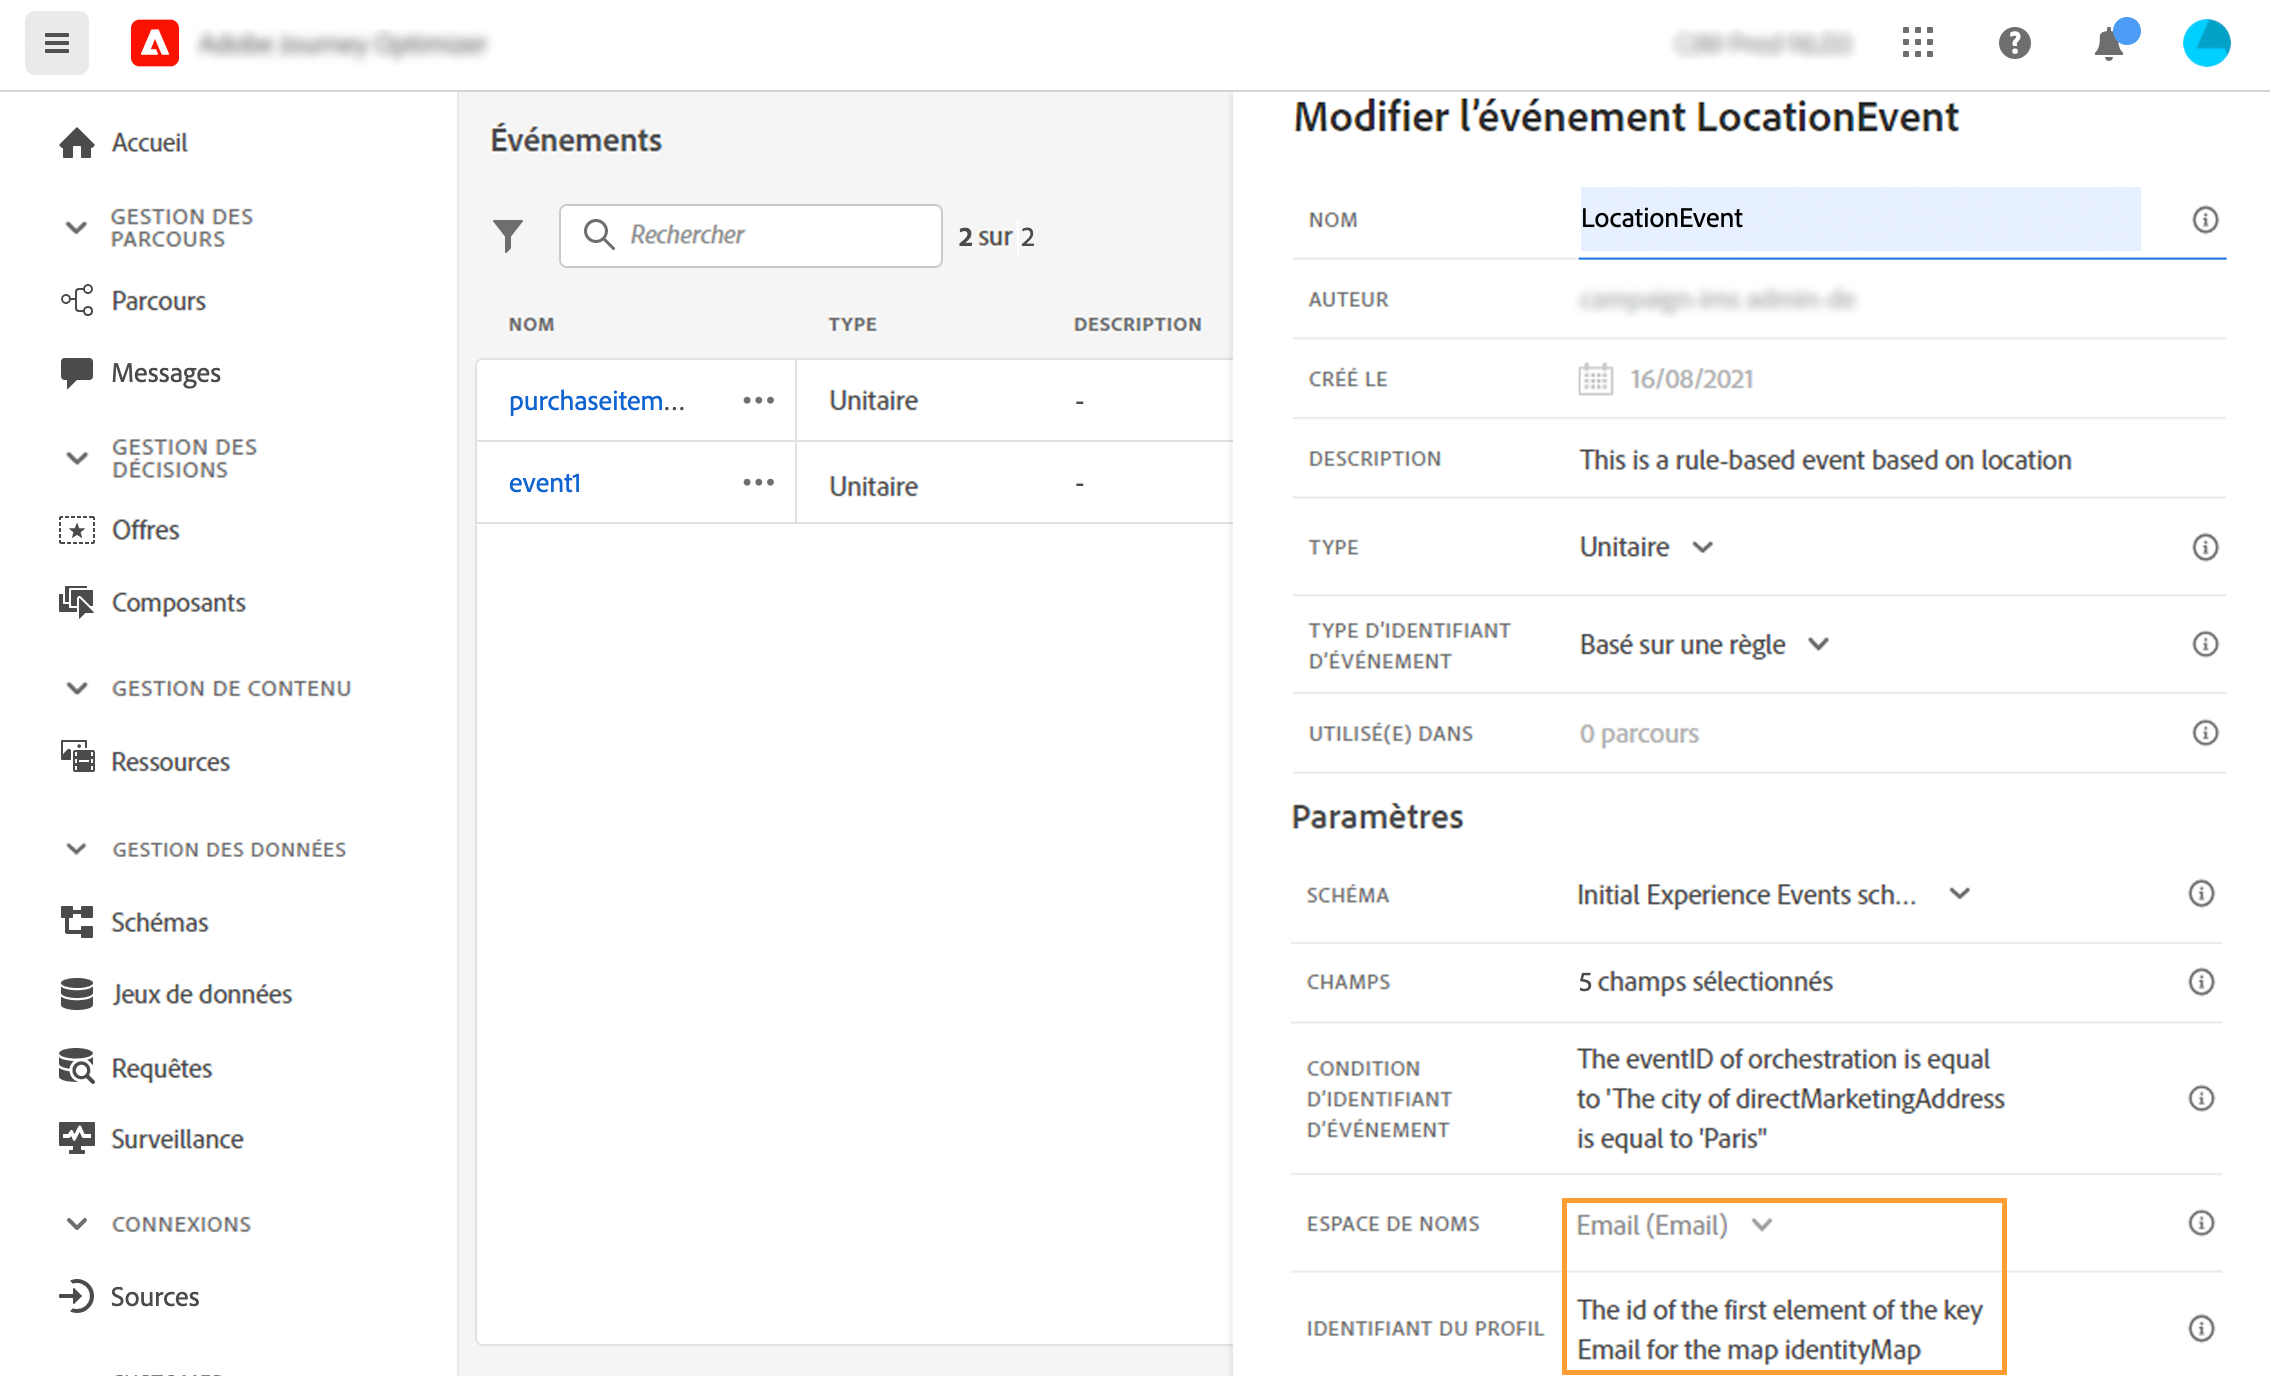 Accueil
GESTION DES
PARCOURS
Parcours
Messages
GESTION DES
DÉCISIONS
Offres
Composants
GESTION DE CONTENU
Ressources
GESTION DES DONNÉES
Schémas
Jeux de données
Requêtes
Surveillance
CONNEXIONS
Sources
Événements
Rechercher
2 sur 2
NOM TYPE DESCRIPTION
purchaseitem... ••• Unitaire -
event1 ••• Unitaire -
Modifier l'événement LocationEvent
NOM LocationEvent
AUTEUR
CRÉÉ LE 16/08/2021
DESCRIPTION This is a rule-based event based on location
TYPE Unitaire
TYPE D'IDENTIFIANT
D'ÉVÉNEMENT
Basé sur une règle
UTILISÉ(E) DANS 0 parcours
Paramètres
SCHÉMA Initial Experience Events sch...
CHAMPS 5 champs sélectionnés
CONDITION
D'IDENTIFIANT
D'ÉVÉNEMENT
The eventID of orchestration is equal
to 'The city of directMarketingAddress
is equal to 'Paris''
ESPACE DE NOMS Email (Email)
IDENTIFIANT DU PROFIL
The id of the first element of the key
Email for the map identityMap